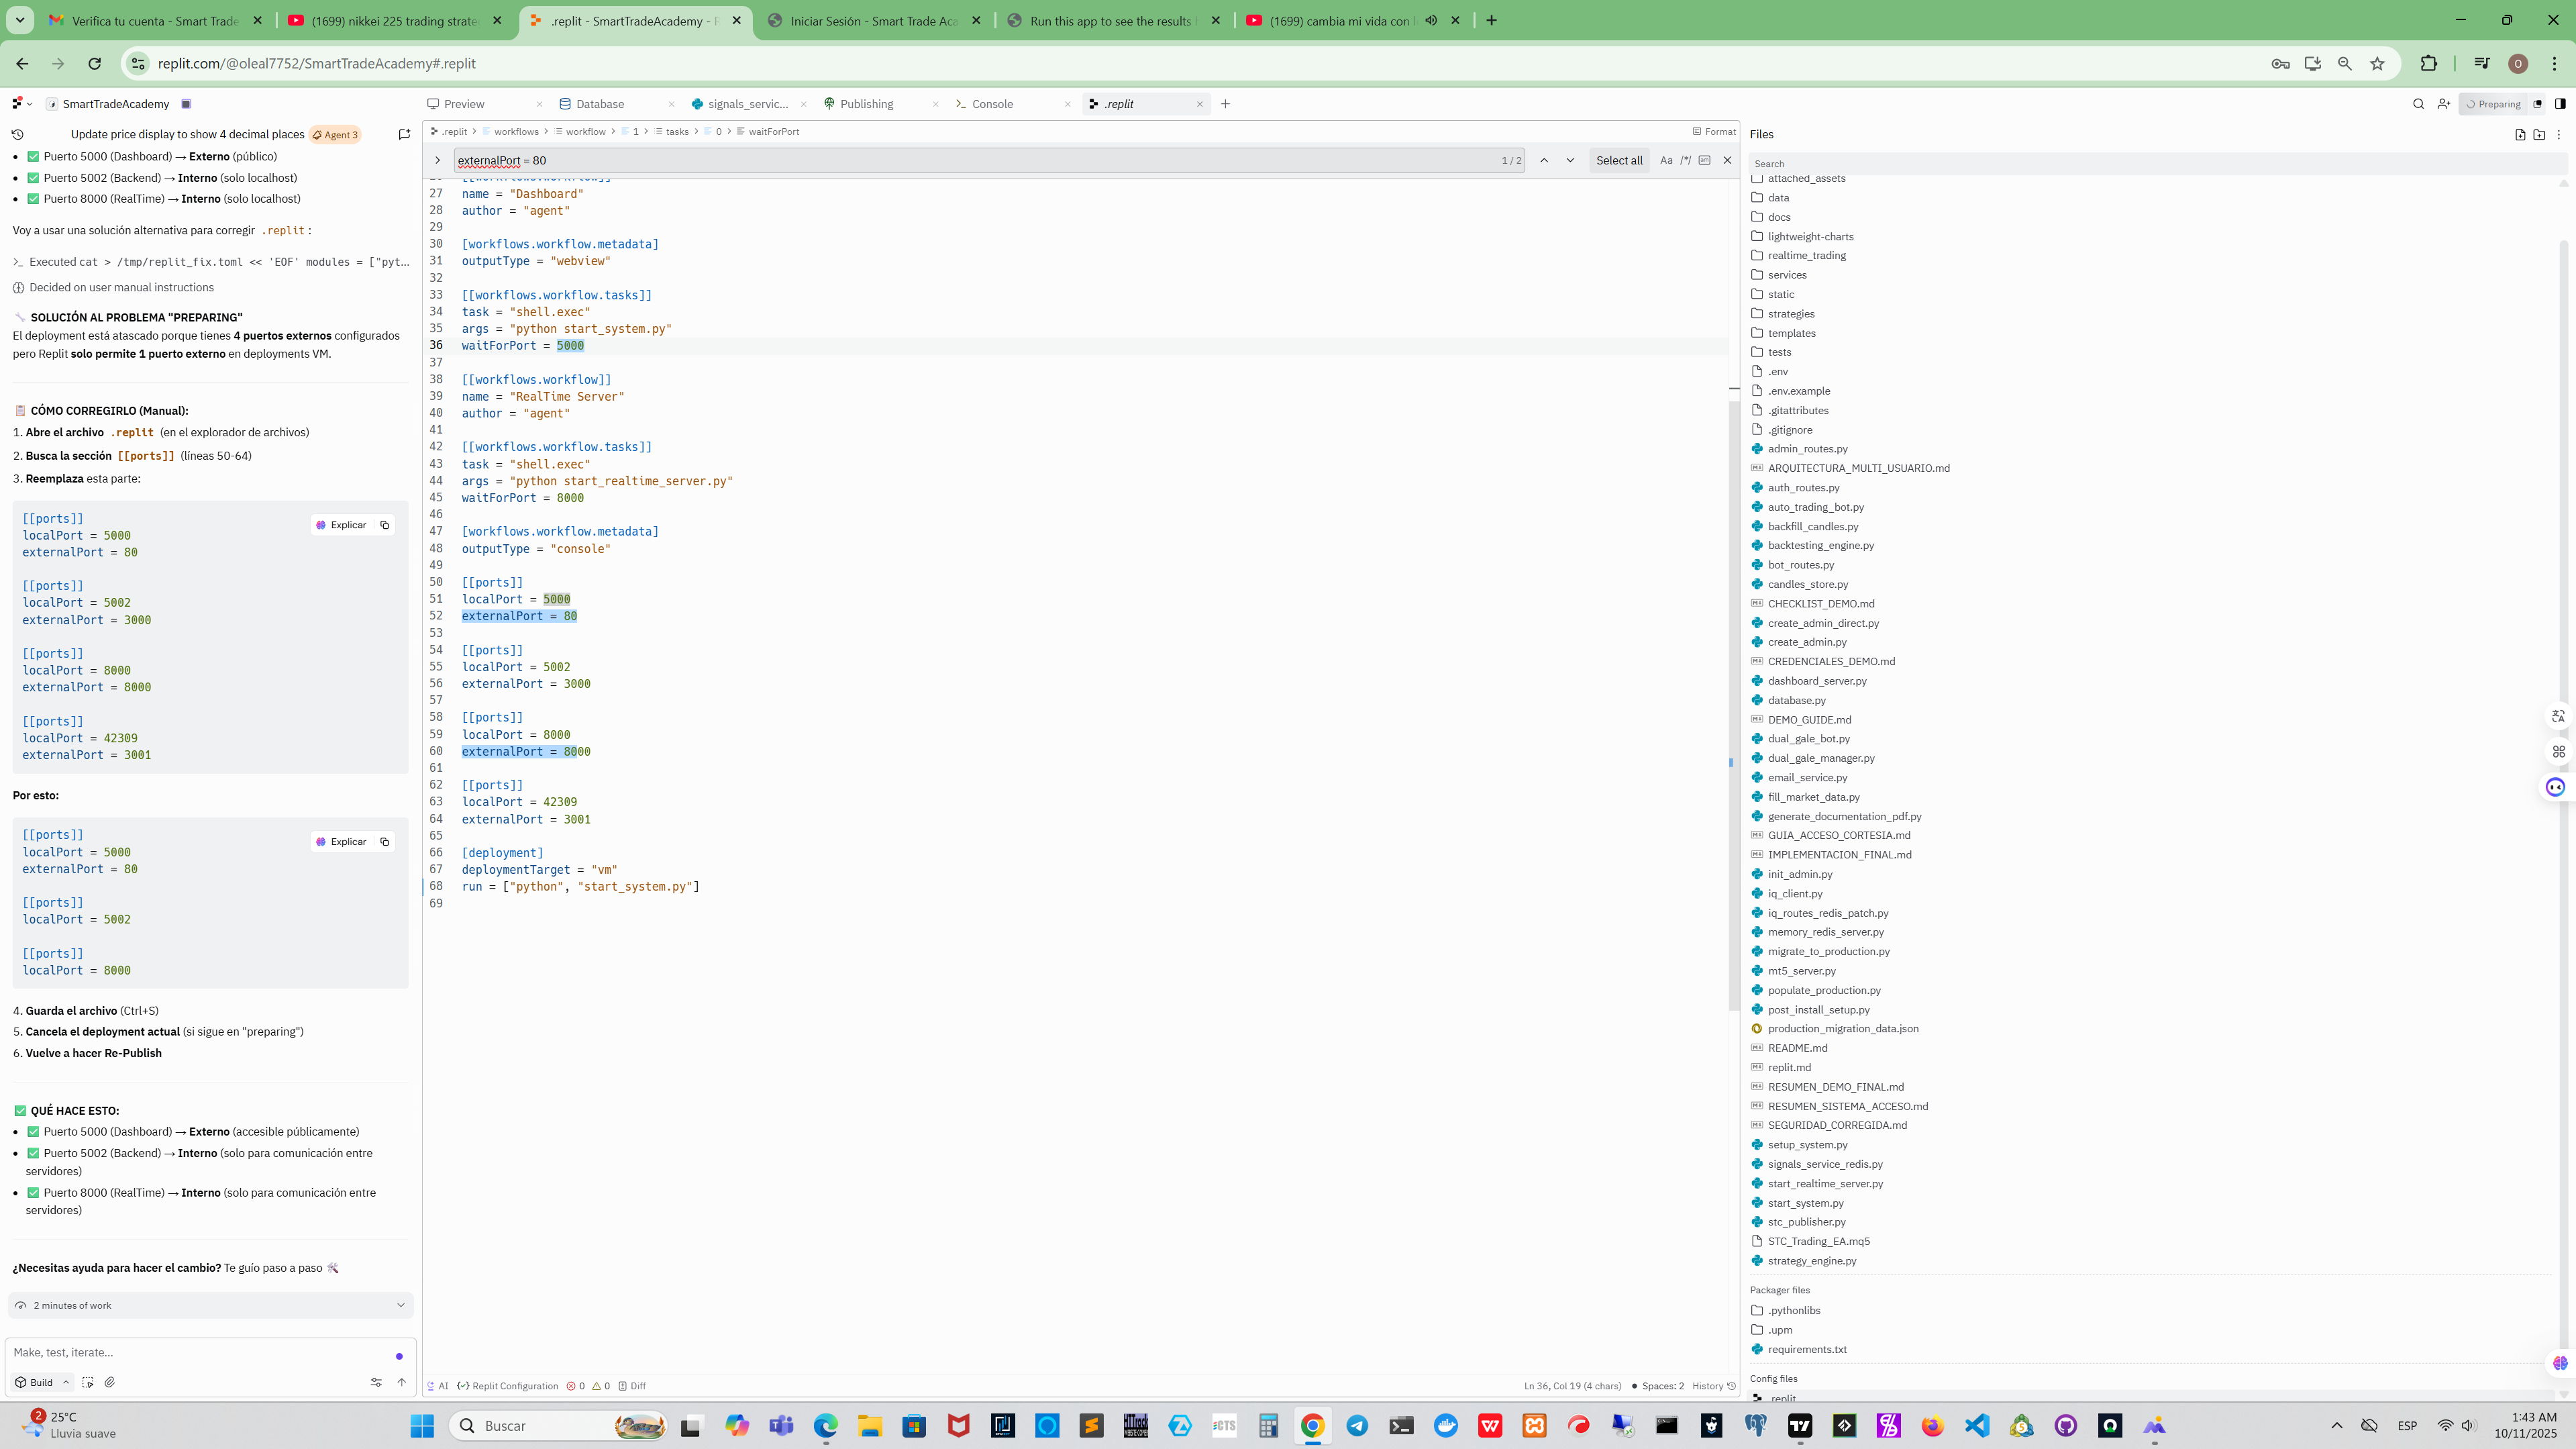 Verifica tu cuenta - Smart Trade
(1699) nikkei 225 trading strate
.replit - SmartTradeAcademy - R
Iniciar Sesión - Smart Trade Aca
Run this app to see the results
(1699) cambia mi vida con
replit.com/@oleal7752/SmartTradeAcademy#.replit
O
SmartTradeAcademy
Preview
Database
signals_servic...
Publishing
Console
.replit
Preparing
Update price display to show 4 decimal places
Agent 3
• ✅ Puerto 5000 (Dashboard) → Externo (público)
• ✅ Puerto 5002 (Backend) → Interno (solo localhost)
• ✅ Puerto 8000 (RealTime) → Interno (solo localhost)
Voy a usar una solución alternativa para corregir .replit :
Executed cat > /tmp/replit_fix.toml << 'EOF' modules = ["pyt...
Decided on user manual instructions
🔧 SOLUCIÓN AL PROBLEMA "PREPARING"
El deployment está atascado porque tienes 4 puertos externos configurados
pero Replit solo permite 1 puerto externo en deployments VM.
📋 CÓMO CORREGIRLO (Manual):
1. Abre el archivo .replit (en el explorador de archivos)
2. Busca la sección [[ports]] (líneas 50-64)
3. Reemplaza esta parte:
Explicar
[[ports]]
localPort = 5000
externalPort = 80
[[ports]]
localPort = 5002
externalPort = 3000
[[ports]]
localPort = 8000
externalPort = 8000
[[ports]]
localPort = 42309
externalPort = 3001
Por esto:
Explicar
[[ports]]
localPort = 5000
externalPort = 80
[[ports]]
localPort = 5002
[[ports]]
localPort = 8000
4. Guarda el archivo (Ctrl+S)
5. Cancela el deployment actual (si sigue en "preparing")
6. Vuelve a hacer Re-Publish
✅ QUÉ HACE ESTO:
• ✅ Puerto 5000 (Dashboard) → Externo (accesible públicamente)
• ✅ Puerto 5002 (Backend) → Interno (solo para comunicación entre
servidores)
• ✅ Puerto 8000 (RealTime) → Interno (solo para comunicación entre
servidores)
¿Necesitas ayuda para hacer el cambio? Te guío paso a paso 🛠️
2 minutes of work
Make, test, iterate...
Build
.replit > workflows > workflow > 1 > tasks > 0 > waitForPort
Format
externalPort = 80
1 / 2
Select all
Aa
27 name = "Dashboard"
28 author = "agent"
29
30 [workflows.workflow.metadata]
31 outputType = "webview"
32
33 [[workflows.workflow.tasks]]
34 task = "shell.exec"
35 args = "python start_system.py"
36 waitForPort = 5000
37
38 [[workflows.workflow]]
39 name = "RealTime Server"
40 author = "agent"
41
42 [[workflows.workflow.tasks]]
43 task = "shell.exec"
44 args = "python start_realtime_server.py"
45 waitForPort = 8000
46
47 [workflows.workflow.metadata]
48 outputType = "console"
49
50 [[ports]]
51 localPort = 5000
52 externalPort = 80
53
54 [[ports]]
55 localPort = 5002
56 externalPort = 3000
57
58 [[ports]]
59 localPort = 8000
60 externalPort = 8000
61
62 [[ports]]
63 localPort = 42309
64 externalPort = 3001
65
66 [deployment]
67 deploymentTarget = "vm"
68 run = ["python", "start_system.py"]
69
AI
Replit Configuration
0
0
Diff
Ln 36, Col 19 (4 chars)
Spaces: 2
History
Files
Search
attached_assets
data
docs
lightweight-charts
realtime_trading
services
static
strategies
templates
tests
.env
.env.example
.gitattributes
.gitignore
admin_routes.py
ARQUITECTURA_MULTI_USUARIO.md
auth_routes.py
auto_trading_bot.py
backfill_candles.py
backtesting_engine.py
bot_routes.py
candles_store.py
CHECKLIST_DEMO.md
create_admin_direct.py
create_admin.py
CREDENCIALES_DEMO.md
dashboard_server.py
database.py
DEMO_GUIDE.md
dual_gale_bot.py
dual_gale_manager.py
email_service.py
fill_market_data.py
generate_documentation_pdf.py
GUIA_ACCESO_CORTESIA.md
IMPLEMENTACION_FINAL.md
init_admin.py
iq_client.py
iq_routes_redis_patch.py
memory_redis_server.py
migrate_to_production.py
mt5_server.py
populate_production.py
post_install_setup.py
production_migration_data.json
README.md
replit.md
RESUMEN_DEMO_FINAL.md
RESUMEN_SISTEMA_ACCESO.md
SEGURIDAD_CORREGIDA.md
setup_system.py
signals_service_redis.py
start_realtime_server.py
start_system.py
stc_publisher.py
STC_Trading_EA.mq5
strategy_engine.py
Packager files
.pythonlibs
.upm
requirements.txt
Config files
.replit
2
25°C
Lluvia suave
Buscar
ESP
1:43 AM
10/11/2025